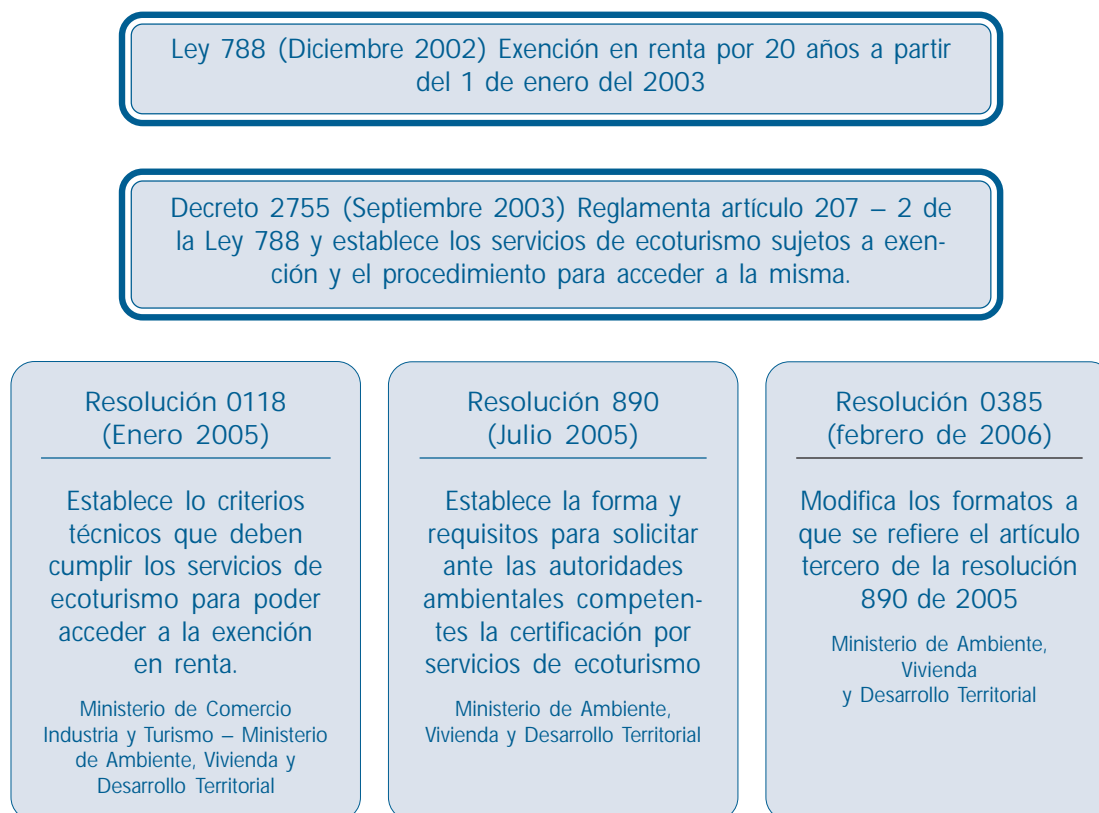 Ley 788 (Diciembre 2002) Exención en renta por 20 años a partir
del 1 de enero del 2003
Decreto 2755 (Septiembre 2003) Reglamenta artículo 207 – 2 de
la Ley 788 y establece los servicios de ecoturismo sujetos a exen-
ción y el procedimiento para acceder a la misma.
Resolución 0118
(Enero 2005)
Establece lo criterios
técnicos que deben
cumplir los servicios de
ecoturismo para poder
acceder a la exención
en renta.
Ministerio de Comercio
Industria y Turismo – Ministerio
de Ambiente, Vivienda y
Desarrollo Territorial
Resolución 890
(Julio 2005)
Establece la forma y
requisitos para solicitar
ante las autoridades
ambientales competen-
tes la certificación por
servicios de ecoturismo
Ministerio de Ambiente,
Vivienda y Desarrollo Territorial
Resolución 0385
(febrero de 2006)
Modifica los formatos a
que se refiere el artículo
tercero de la resolución
890 de 2005
Ministerio de Ambiente,
Vivienda
y Desarrollo Territorial